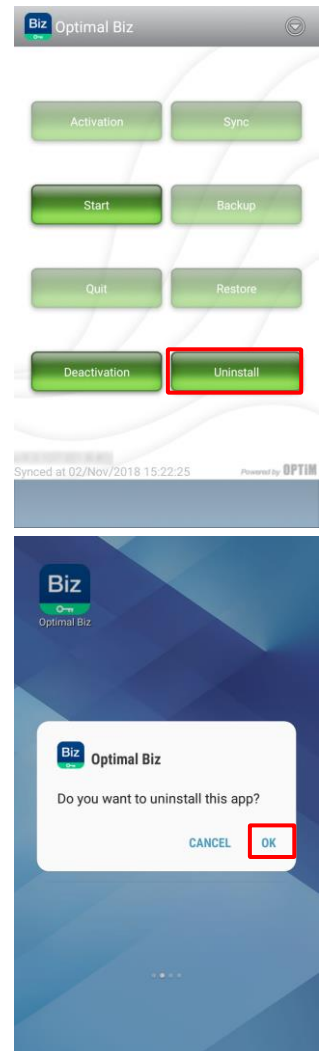 Biz
Optimal Biz
Activation
Sync
Start
Backup
Quit
Restore
Deactivation
Uninstall
Synced at 02/Nov/2018 15:22:25
Powered by OPTiM
Biz
Optimal Biz
Biz
Optimal Biz
Do you want to uninstall this app?
CANCEL
OK